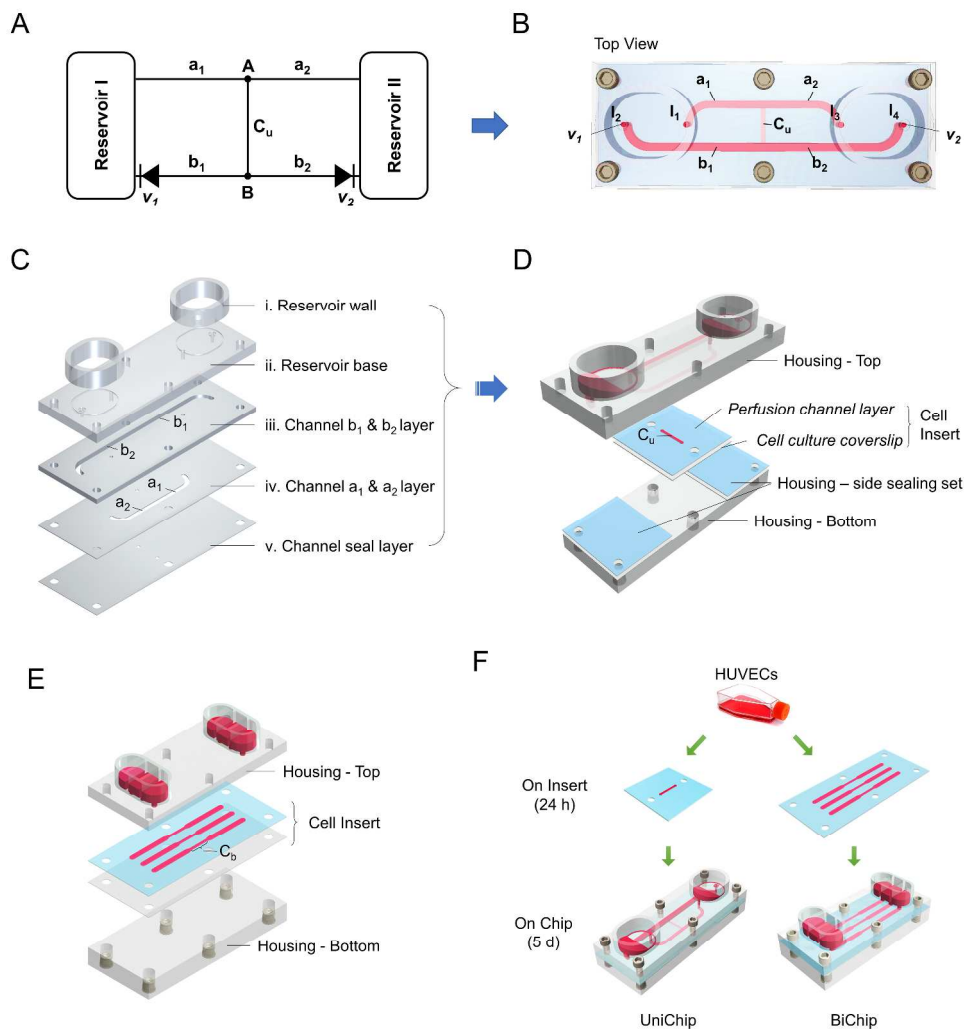 A
Reservoir I
a1
A
a2
Reservoir II
Cu
b1
b2
v1
B
v2
B
Top View
a1
a2
l2
l1
Cu
l3
l4
v1
v2
b1
b2
C
i. Reservoir wall
ii. Reservoir base
b1
iii. Channel b1 & b2 layer
b2
a1
iv. Channel a1 & a2 layer
a2
v. Channel seal layer
D
Housing - Top
Perfusion channel layer
Cu
Cell culture coverslip
Cell
Insert
Housing – side sealing set
Housing - Bottom
E
Housing - Top
Cell Insert
Cb
Housing - Bottom
F
HUVECs
On Insert
(24 h)
On Chip
(5 d)
UniChip
BiChip